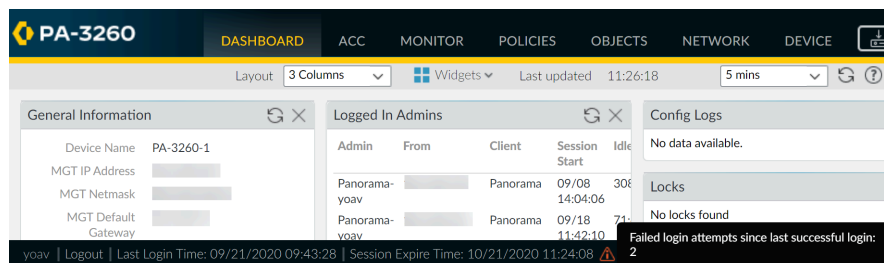 PA-3260
DASHBOARD ACC MONITOR POLICIES OBJECTS NETWORK DEVICE
Layout 3 Columns Widgets Last updated 11:26:18 5 mins
General Information
Device Name PA-3260-1
MGT IP Address
MGT Netmask
MGT Default
Gateway
Logged In Admins
Admin From Client Session Idle
Start
Panorama- Panorama 09/08 308
yoav 14:04:06
Panorama- Panorama 09/18 71:
yoav 11:42:10
Config Logs
No data available.
Locks
No locks found
yoav | Logout | Last Login Time: 09/21/2020 09:43:28 | Session Expire Time: 10/21/2020 11:24:08
Failed login attempts since last successful login:
2